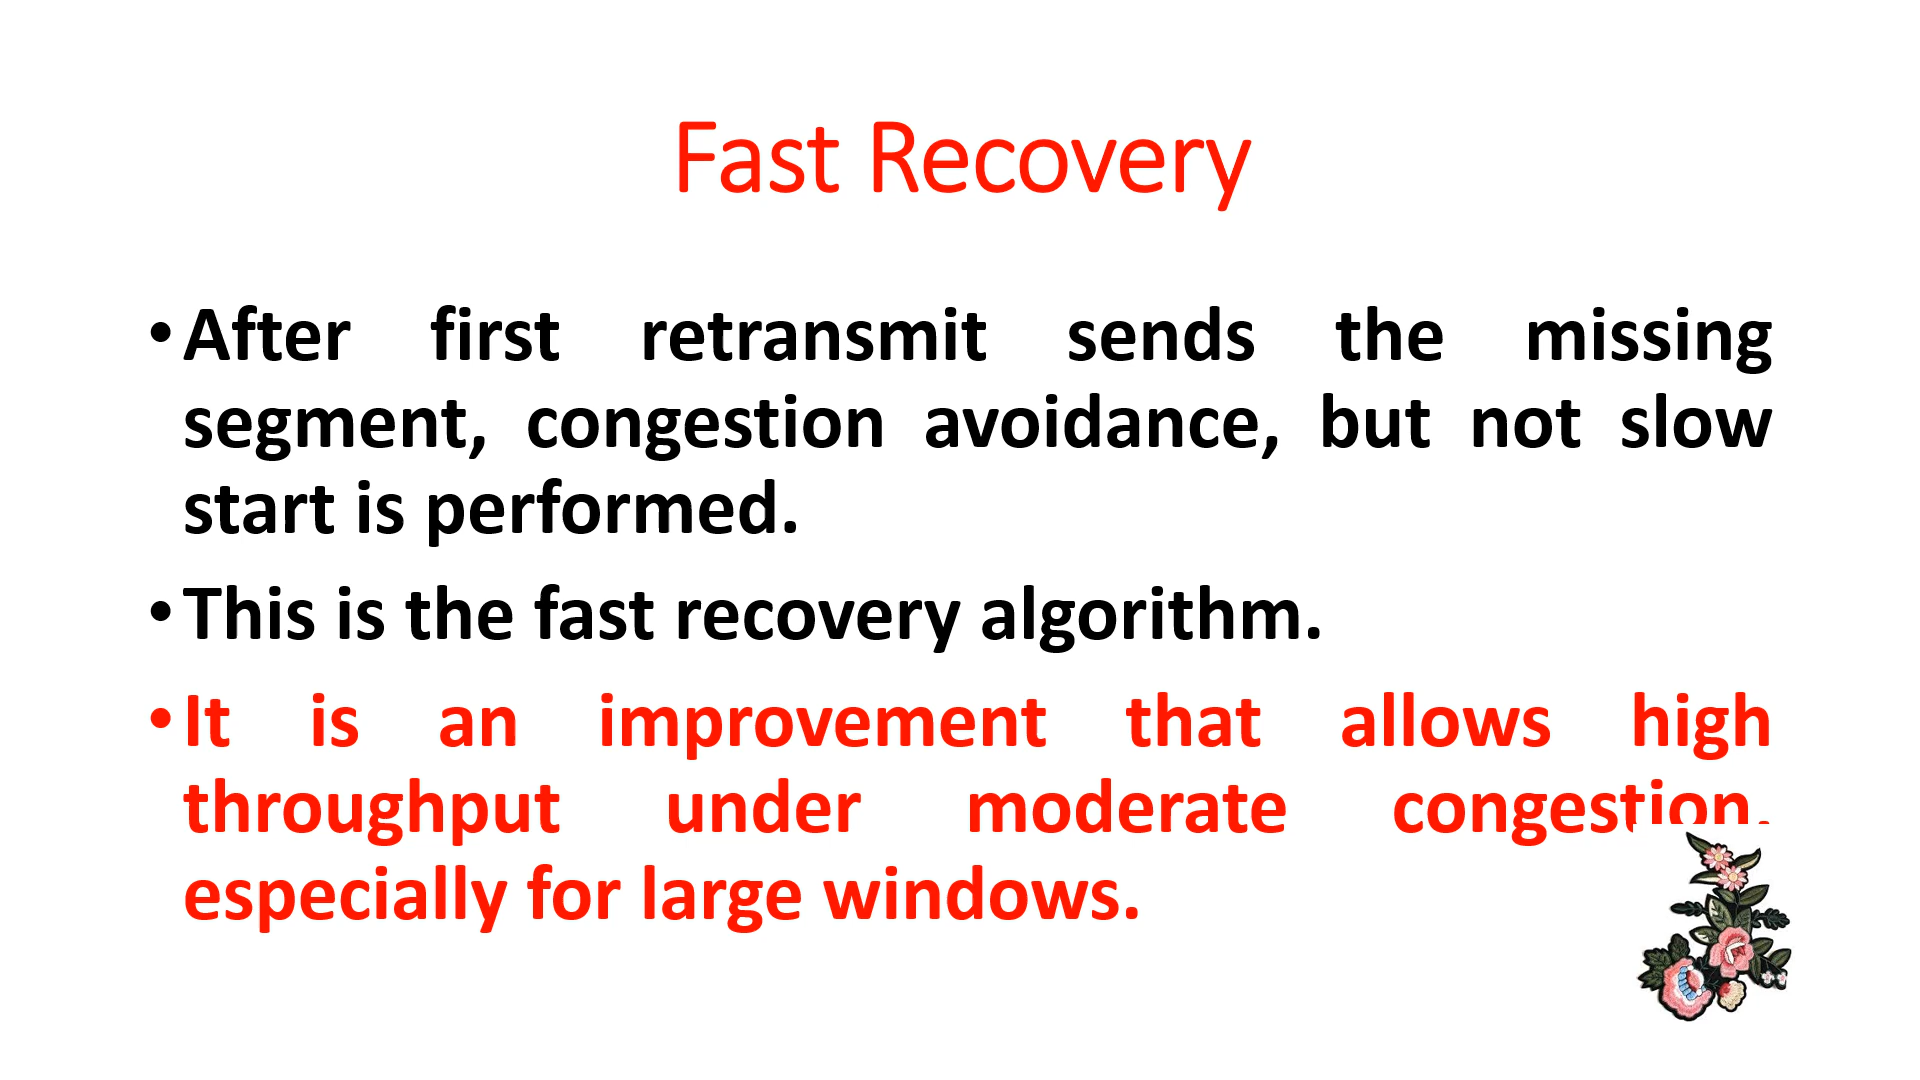 Fast Recovery
• After first retransmit sends the missing
segment, congestion avoidance, but not slow
start is performed.
• This is the fast recovery algorithm.
• It is an improvement that allows high
throughput under moderate congestion,
especially for large windows.